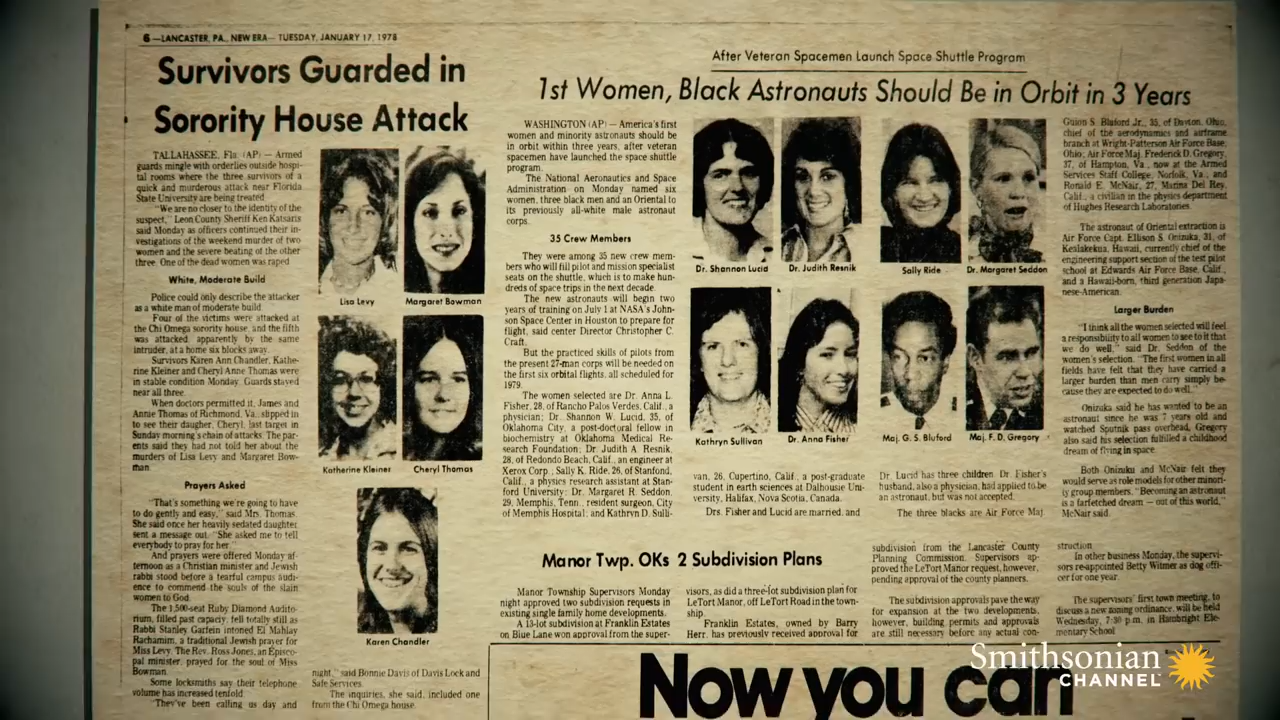 6 —LANCASTER, PA., NEW ERA— TUESDAY, JANUARY 17, 1978
Survivors Guarded in
Sorority House Attack
TALLAHASSEE, Fla. (AP) — Armed
guards mingle with orderlies outside hospi-
tal rooms where the three survivors of a
quick and murderous attack near Florida
State University are being treated.
"We are no closer to the identity of the
suspect," Leon County Sheriff Ken Katsaris
said Monday as officers continued their in-
vestigations of the weekend murder of two
women and the severe beating of the other
three. One of the dead women was raped.
White, Moderate Build
Police could only describe the attacker
as a white man of moderate build.
Four of the victims were attacked at
the Chi Omega sorority house, and the fifth
was attacked, apparently by the same
intruder, at a home six blocks away.
Survivors Karen Ann Chandler, Kathe-
rine Kleiner and Cheryl Anne Thomas were
in stable condition Monday. Guards stayed
near all three.
When doctors permitted it, James and
Annie Thomas of Richmond, Va., slipped in
to see their daughter, Cheryl, last target in
Sunday morning's chain of attacks. The par-
ents said they had not told her about the
murders of Lisa Levy and Margaret Bow-
man.
Prayers Asked
"That's something we're going to have
to do gently and easy," said Mrs. Thomas.
She said once her heavily sedated daughter
sent a message out. "She asked me to tell
everybody to pray for her."
And prayers were offered Monday af-
ternoon as a Christian minister and Jewish
rabbi stood before a tearful campus audi-
ence to commend the souls of the slain
women to God.
The 1,500-seat Ruby Diamond Audito-
rium, filled past capacity, fell totally still as
Rabbi Stanley Garfein intoned El Mahlay
Rachamim, a traditional Jewish prayer for
Miss Levy. The Rev. Ross Jones, an Episco-
pal minister, prayed for the soul of Miss
Bowman.
Some locksmiths say their telephone
volume has increased tenfold.
"They've been calling us day and
Lisa Levy
Margaret Bowman
Katherine Kleiner
Cheryl Thomas
Karen Chandler
night," said Bonnie Davis of Davis Lock and
Safe Services.
The inquiries, she said, included one
from the Chi Omega house.
After Veteran Spacemen Launch Space Shuttle Program
1st Women, Black Astronauts Should Be in Orbit in 3 Years
WASHINGTON (AP) — America's first
women and minority astronauts should be
in orbit within three years, after veteran
spacemen have launched the space shuttle
program.
The National Aeronautics and Space
Administration on Monday named six
women, three black men and an Oriental to
its previously all-white male astronaut
corps.
35 Crew Members
They were among 35 new crew mem-
bers who will fill pilot and mission specialist
seats on the shuttle, which is to make hun-
dreds of space trips in the next decade.
The new astronauts will begin two
years of training on July 1 at NASA's John-
son Space Center in Houston to prepare for
flight, said center Director Christopher C.
Craft.
But the practiced skills of pilots from
the present 27-man corps will be needed on
the first six orbital flights, all scheduled for
1979.
The women selected are Dr. Anna L.
Fisher, 28, of Rancho Palos Verdes, Calif., a
physician; Dr. Shannon W. Lucid, 35, of
Oklahoma City, a post-doctoral fellow in
biochemistry at Oklahoma Medical Re-
search Foundation; Dr. Judith A. Resnik,
28, of Redondo Beach, Calif., an engineer at
Xerox Corp.; Sally K. Ride, 26, of Stanford,
Calif., a physics research assistant at Stan-
ford University; Dr. Margaret R. Seddon,
29, Memphis, Tenn., resident surgeon, City
of Memphis Hospital; and Kathryn D. Sulli-
Dr. Shannon Lucid
Dr. Judith Resnik
Sally Ride
Dr. Margaret Seddon
Kathryn Sullivan
Dr. Anna Fisher
Maj. G. S. Bluford
Maj. F. D. Gregory
van, 26, Cupertino, Calif., a post-graduate
student in earth sciences at Dalhouse Uni-
versity, Halifax, Nova Scotia, Canada.
Drs. Fisher and Lucid are married, and
Dr. Lucid has three children. Dr. Fisher's
husband, also a physician, had applied to be
an astronaut, but was not accepted.
The three blacks are Air Force Maj.
Guion S. Bluford Jr., 35, of Dayton, Ohio,
chief of the aerodynamics and airframe
branch at Wright-Patterson Air Force Base,
Ohio; Air Force Maj. Frederick D. Gregory,
37, of Hampton, Va., now at the Armed
Services Staff College, Norfolk, Va.; and
Ronald E. McNair, 27, Marina Del Rey,
Calif., a civilian in the physics department
of Hughes Research Laboratories.
The astronaut of Oriental extraction is
Air Force Capt. Ellison S. Onizuka, 31, of
Kealakekua, Hawaii, currently chief of the
engineering support section of the test pilot
school at Edwards Air Force Base, Calif.,
and a Hawaii-born, third generation Japa-
nese-American.
Larger Burden
"I think all the women selected will feel
a responsibility to all women to see to it that
we do well," said Dr. Seddon of the
women's selection. "The first women in all
fields have felt that they have carried a
larger burden than men carry simply be-
cause they are expected to do well."
Onizuka said he has wanted to be an
astronaut since he was 7 years old and
watched Sputnik pass overhead, Gregory
also said his selection fulfilled a childhood
dream of flying in space.
Both Onizuku and McNair felt they
would serve as role models for other minori-
ty group members. "Becoming an astronaut
is a farfetched dream — out of this world,"
McNair said.
Manor Twp. OKs 2 Subdivision Plans
Manor Township Supervisors Monday
night approved two subdivision requests in
existing single family home developments.
A 13-lot subdivision at Franklin Estates
on Blue Lane won approval from the super-
visors, as did a three-lot subdivision plan for
LeTort Manor, off LeTort Road in the town-
ship.
Franklin Estates, owned by Barry
Herr, has previously received approval for
subdivision from the Lancaster County
Planning Commission. Supervisors ap-
proved the LeTort Manor request, however,
pending approval of the county planners.
The subdivision approvals pave the way
for expansion at the two developments,
however, building permits and approvals
are still necessary before any actual con-
struction.
In other business Monday, the supervi-
sors re-appointed Betty Witmer as dog offi-
cer for one year.
The supervisors' first town meeting, to
discuss a new zoning ordinance, will be held
Wednesday, 7:30 p.m. in Hambright Ele-
mentary School.
Now you can
Smithsonian
CHANNEL